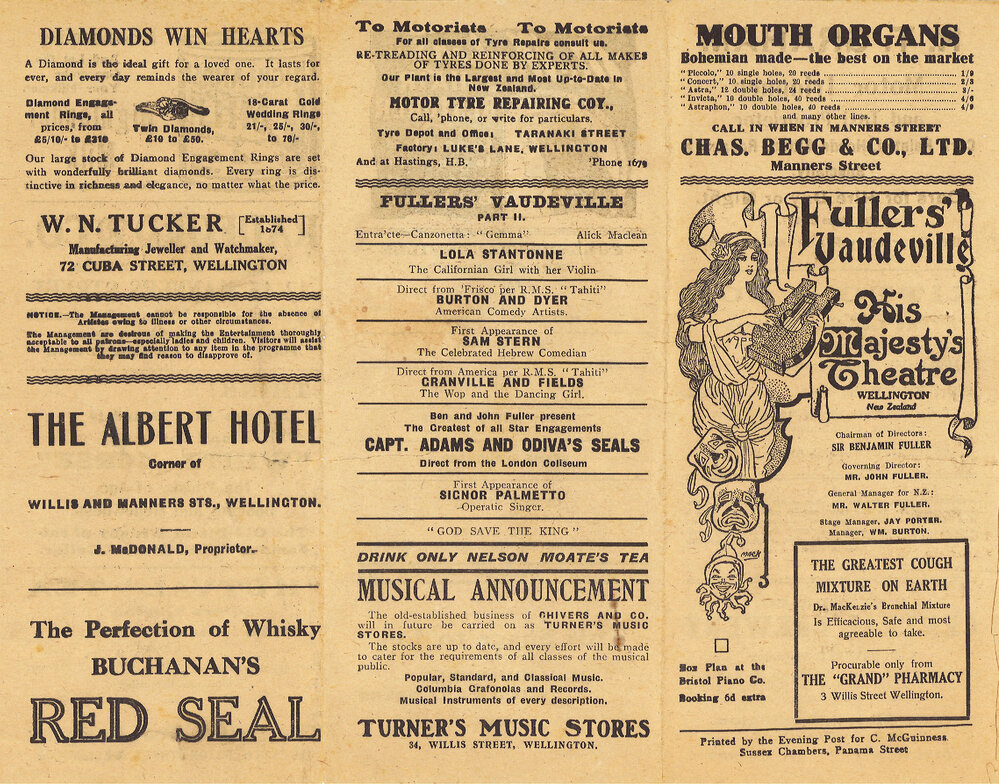 DIAMONDS WIN HEARTS
A Diamond is the ideal gift for a loved one. It lasts for
ever, and every day reminds the wearer of your regard.
Diamond Engage-
ment Rings, all
prices, from
£5/10/- to £210
Twin Diamonds,
£10 to £50.
18-Carat Gold
Wedding Rings
21/-, 25/-, 30/-,
to 70/-
Our large stock of Diamond Engagement Rings are set
with wonderfully brilliant diamonds. Every ring is dis-
tinctive in richness and elegance, no matter what the price.
W. N. TUCKER [Established 1874]
Manufacturing Jeweller and Watchmaker,
72 CUBA STREET, WELLINGTON
NOTICE.—The Management cannot be responsible for the absence of
Artistes owing to illness or other circumstances.
The Management are desirous of making the Entertainment thoroughly
acceptable to all patrons—especially ladies and children. Visitors will assist
the Management by drawing attention to any item in the programme that
they may find reason to disapprove of.
THE ALBERT HOTEL
Corner of
WILLIS AND MANNERS STS., WELLINGTON.
J. McDONALD, Proprietor.
The Perfection of Whisky
BUCHANAN'S
RED SEAL
To Motorists To Motorists
For all classes of Tyre Repairs consult us.
RE-TREADING AND REINFORCING OF ALL MAKES
OF TYRES DONE BY EXPERTS.
Our Plant is the Largest and Most Up-to-Date in
New Zealand.
MOTOR TYRE REPAIRING COY.,
Call, 'phone, or write for particulars.
Tyre Depot and Office: TARANAKI STREET
Factory: LUKE'S LANE, WELLINGTON
And at Hastings, H.B. 'Phone 1679
FULLERS' VAUDEVILLE
PART II.
Entra'cte—Canzonetta: "Gemma" Alick Maclean
LOLA STANTONNE
The Californian Girl with her Violin
Direct from 'Frisco per R.M.S. "Tahiti"
BURTON AND DYER
American Comedy Artists.
First Appearance of
SAM STERN
The Celebrated Hebrew Comedian
Direct from America per R.M.S. "Tahiti"
GRANVILLE AND FIELDS
The Wop and the Dancing Girl.
Ben and John Fuller present
The Greatest of all Star Engagements
CAPT. ADAMS AND ODIVA'S SEALS
Direct from the London Coliseum
First Appearance of
SIGNOR PALMETTO
Operatic Singer.
"GOD SAVE THE KING"
DRINK ONLY NELSON MOATE'S TEA
MUSICAL ANNOUNCEMENT
The old-established business of CHIVERS AND CO.
will in future be carried on as TURNER'S MUSIC
STORES.
The stocks are up to date, and every effort will be made
to cater for the requirements of all classes of the musical
public.
Popular, Standard, and Classical Music.
Columbia Grafonolas and Records.
Musical Instruments of every description.
TURNER'S MUSIC STORES
34, WILLIS STREET, WELLINGTON.
MOUTH ORGANS
Bohemian made—the best on the market
"Piccolo," 10 single holes, 20 reeds 1/9
"Concert," 10 single holes, 20 reeds 2/3
"Astra," 12 double holes, 24 reeds 3/-
"Invicta," 10 double holes, 40 reeds 4/6
"Astraphon," 10 double holes, 40 reeds 4/9
and many other lines.
CALL IN WHEN IN MANNERS STREET
CHAS. BEGG & CO., LTD.
Manners Street
Fullers'
Vaudeville
His
Majesty's
Theatre
WELLINGTON
New Zealand
Chairman of Directors:
SIR BENJAMIN FULLER
Governing Director:
MR. JOHN FULLER.
General Manager for N.Z.:
MR. WALTER FULLER.
Stage Manager, JAY PORTER.
Manager, WM. BURTON.
MACK
THE GREATEST COUGH
MIXTURE ON EARTH
Dr. MacKenzie's Bronchial Mixture
Is Efficacious, Safe and most
agreeable to take.
Procurable only from
THE "GRAND" PHARMACY
3 Willis Street Wellington.
Box Plan at the
Bristol Piano Co.
Booking 6d extra
Printed by the Evening Post for C. McGuinness
Sussex Chambers, Panama Street